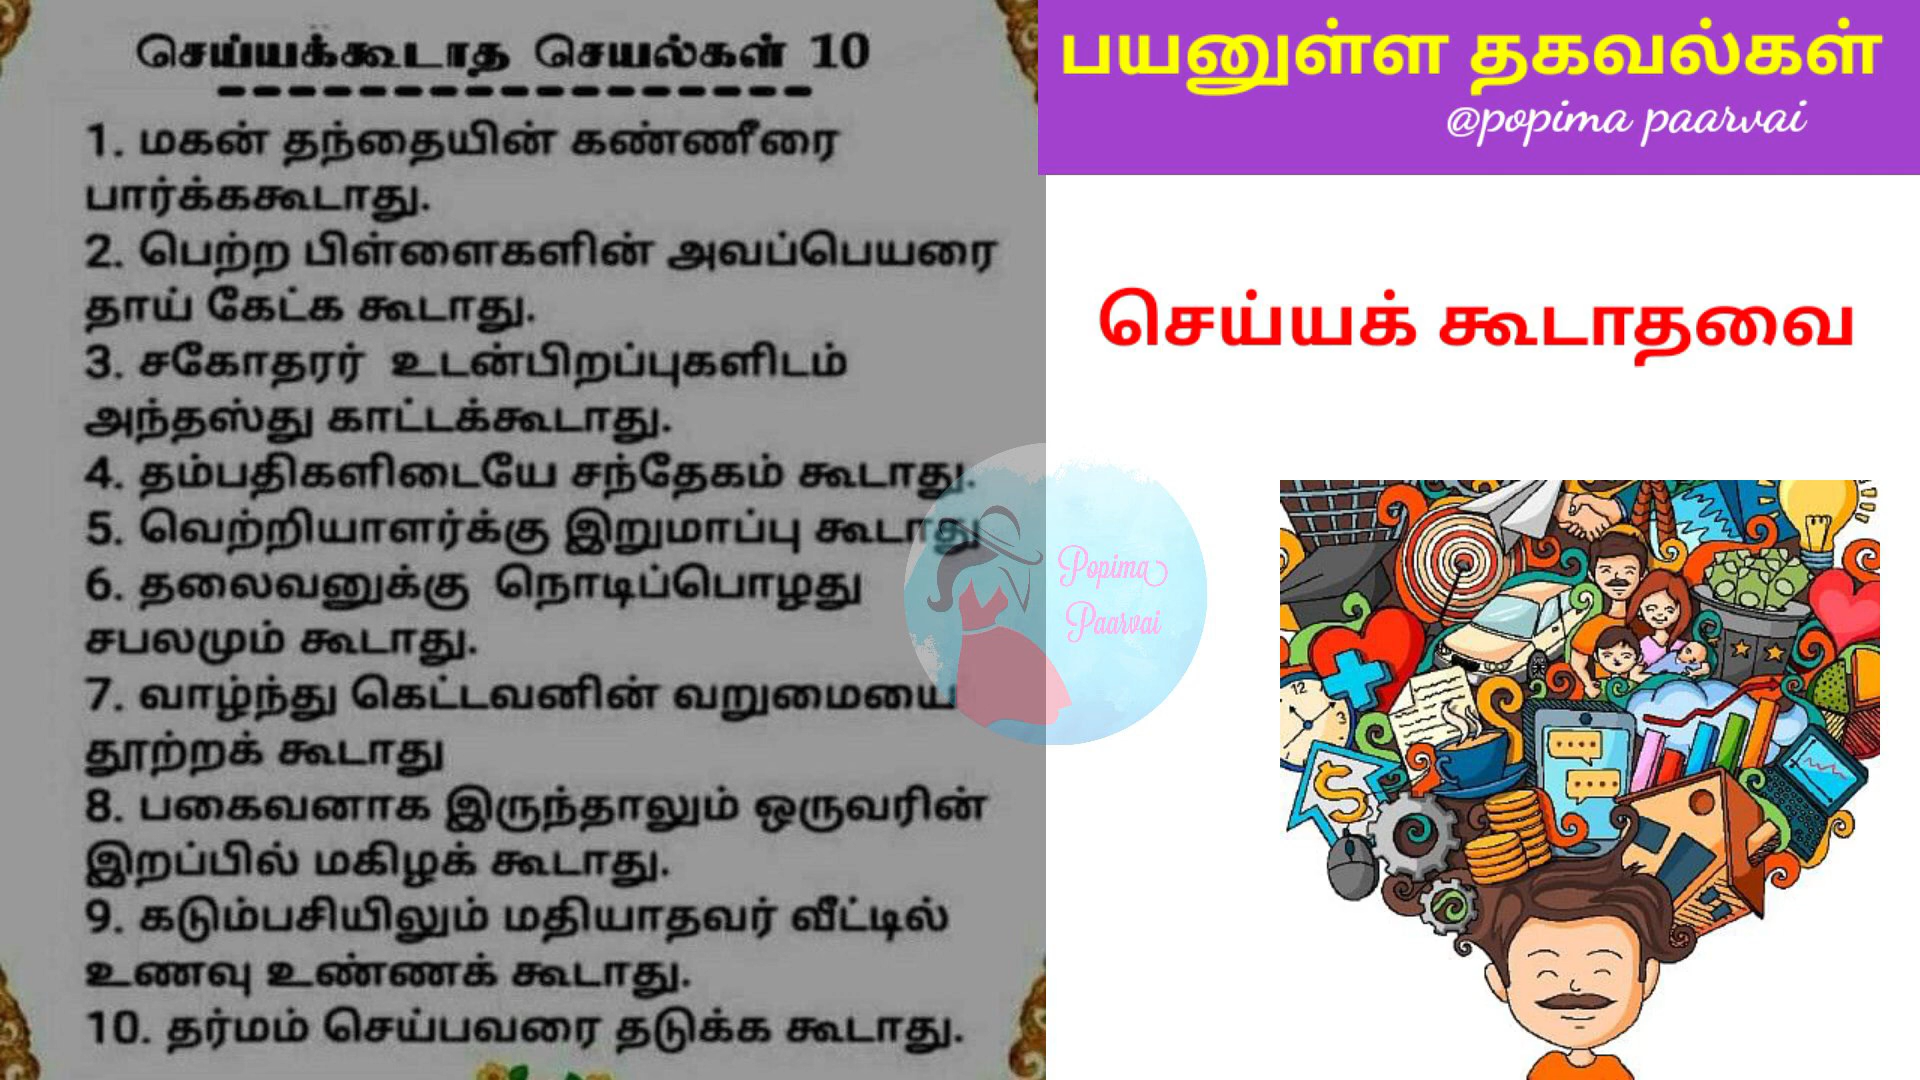 செய்யக்கூடாத செயல்கள் 10
1. மகன் தந்தையின் கண்ணீரை
பார்க்ககூடாது.
2. பெற்ற பிள்ளைகளின் அவப்பெயரை
தாய் கேட்க கூடாது.
3. சகோதரர் உடன்பிறப்புகளிடம்
அந்தஸ்து காட்டக்கூடாது.
4. தம்பதிகளிடையே சந்தேகம் கூடாது.
5. வெற்றியாளர்க்கு இறுமாப்பு கூடாது
6. தலைவனுக்கு நொடிப்பொழது
சபலமும் கூடாது.
7. வாழ்ந்து கெட்டவனின் வறுமையை
தூற்றக் கூடாது
8. பகைவனாக இருந்தாலும் ஒருவரின்
இறப்பில் மகிழக் கூடாது.
9. கடும்பசியிலும் மதியாதவர் வீட்டில்
உணவு உண்ணக் கூடாது.
10. தர்மம் செய்பவரை தடுக்க கூடாது.
பயனுள்ள தகவல்கள்
@popima paarvai
செய்யக் கூடாதவை
Popima
Paarvai
12
3
$